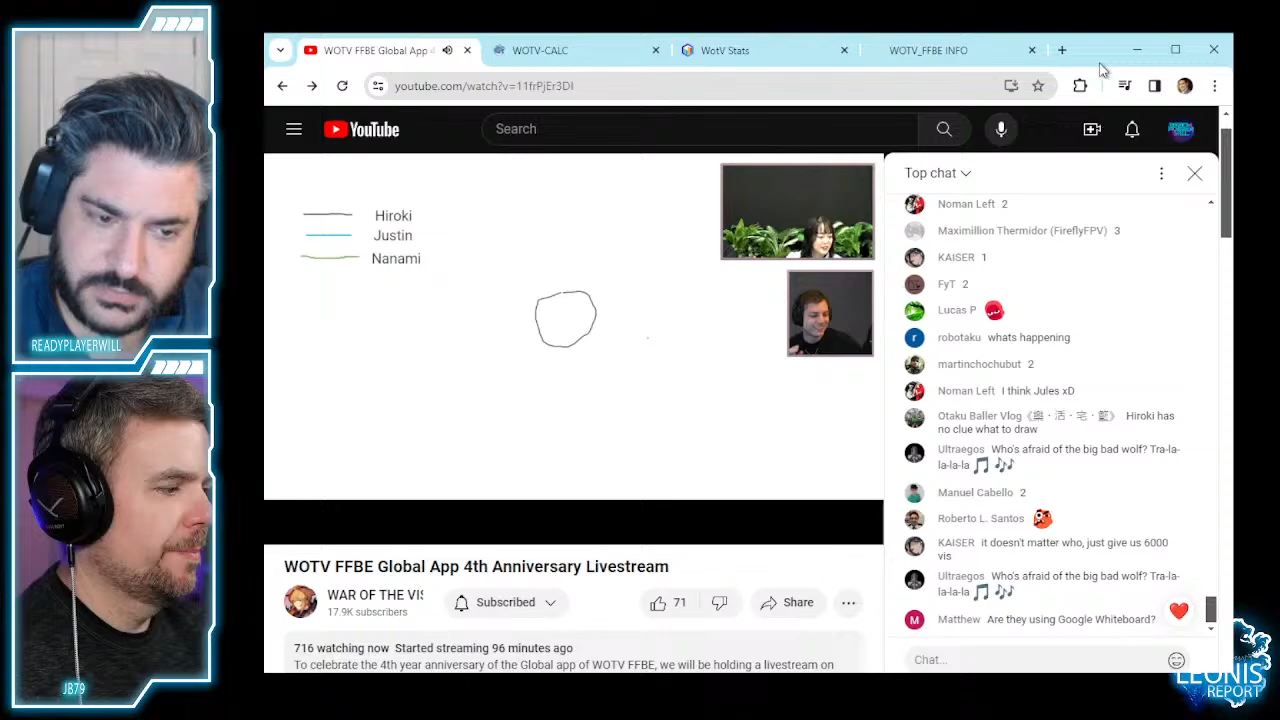 WOTV FFBE Global App
WOTV-CALC
WotV Stats
WOTV_FFBE INFO
youtube.com/watch?v=11frPjEr3DI
YouTube
Search
Hiroki
Justin
Nanami
Top chat
Noman Left 2
Maximillion Thermidor (FireflyFPV) 3
KAISER 1
FyT 2
Lucas P
robotaku whats happening
martinchochubut 2
Noman Left I think Jules xD
Otaku Baller Vlog《樂・活・宅・籃》 Hiroki has
no clue what to draw
Ultraegos Who's afraid of the big bad wolf? Tra-la-
la-la-la 🎵 🎶
Manuel Cabello 2
Roberto L. Santos
KAISER it doesn't matter who, just give us 6000
vis
Ultraegos Who's afraid of the big bad wolf? Tra-la-
la-la-la 🎵 🎶
Matthew Are they using Google Whiteboard?
Chat...
WOTV FFBE Global App 4th Anniversary Livestream
WAR OF THE VIS
17.9K subscribers
Subscribed
71
Share
716 watching now Started streaming 96 minutes ago
To celebrate the 4th year anniversary of the Global app of WOTV FFBE, we will be holding a livestream on
READYPLAYERWILL
JB79
LEONIS
REPORT